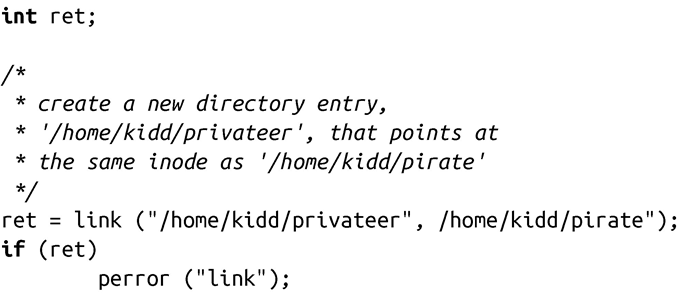 int ret;
/*
 * create a new directory entry,
 * '/home/kidd/privateer', that points at
 * the same inode as '/home/kidd/pirate'
 */
ret = link ("/home/kidd/privateer", /home/kidd/pirate");
if (ret)
        perror ("link");